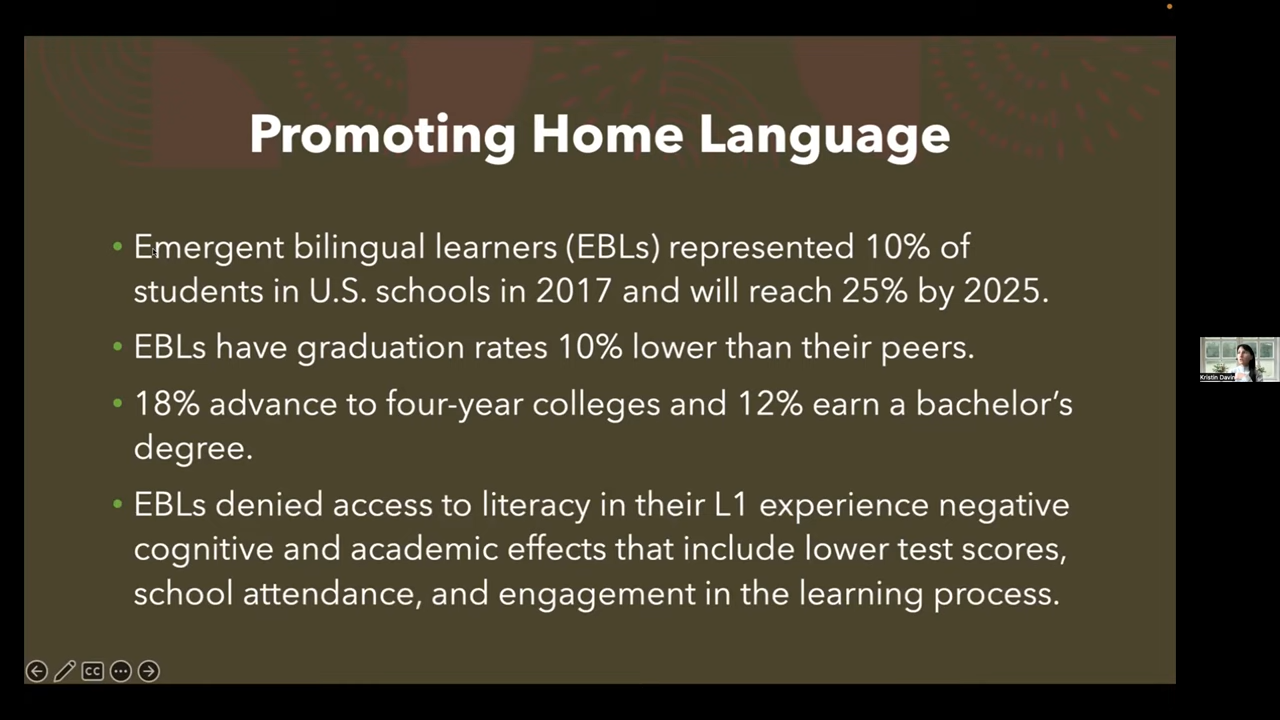 Promoting Home Language
• Emergent bilingual learners (EBLs) represented 10% of
students in U.S. schools in 2017 and will reach 25% by 2025.
• EBLs have graduation rates 10% lower than their peers.
• 18% advance to four-year colleges and 12% earn a bachelor’s
degree.
• EBLs denied access to literacy in their L1 experience negative
cognitive and academic effects that include lower test scores,
school attendance, and engagement in the learning process.
Kristin Davin
CC